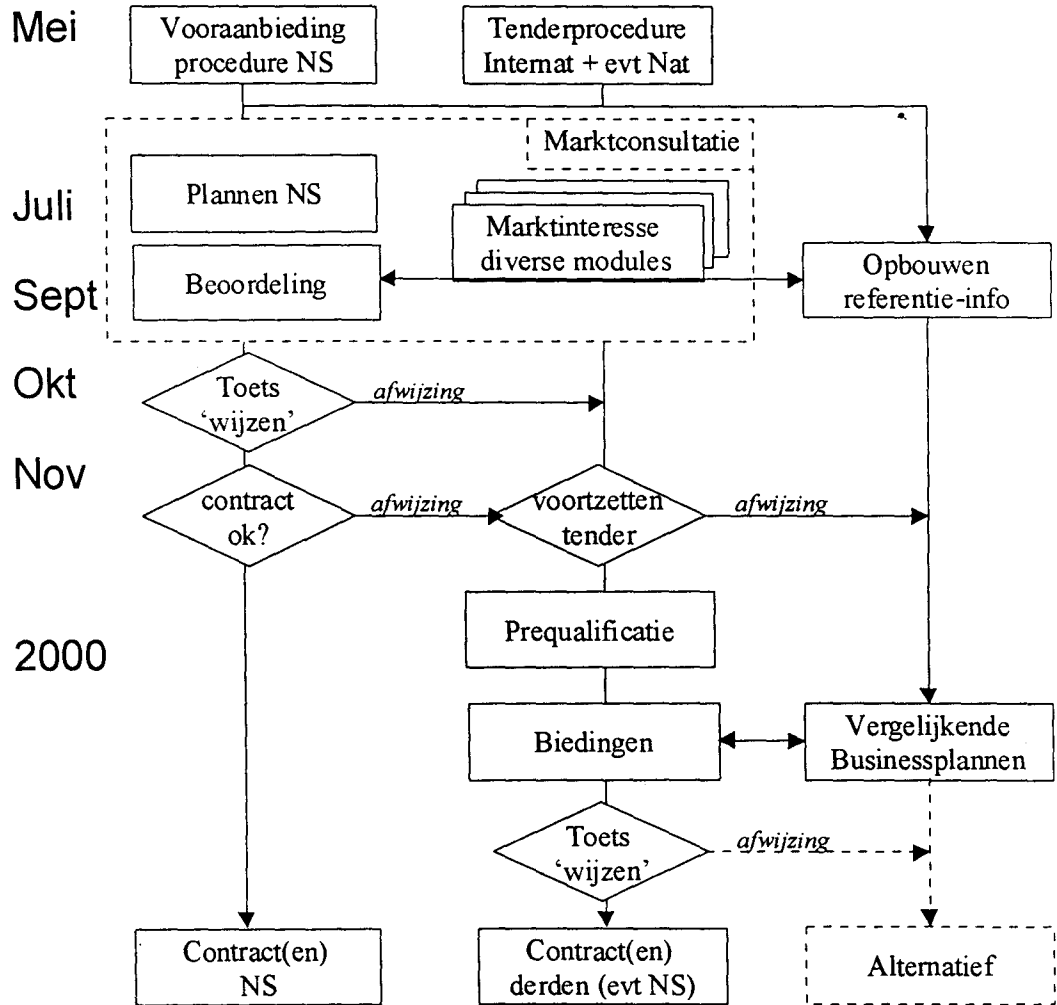 Mei
Vooraanbieding
procedure NS
Tenderprocedure
Internat + evt Nat
Marktconsultatie
Juli
Plannen NS
Marktinteresse
diverse modules
Sept
Beoordeling
Opbouwen
referentie-info
Okt
Toets
‘wijzen’
afwijzing
Nov
contract
ok?
afwijzing
voortzetten
tender
afwijzing
Prequalificatie
2000
Biedingen
Vergelijkende
Businessplannen
Toets
‘wijzen’
afwijzing
Contract(en)
NS
Contract(en)
derden (evt NS)
Alternatief